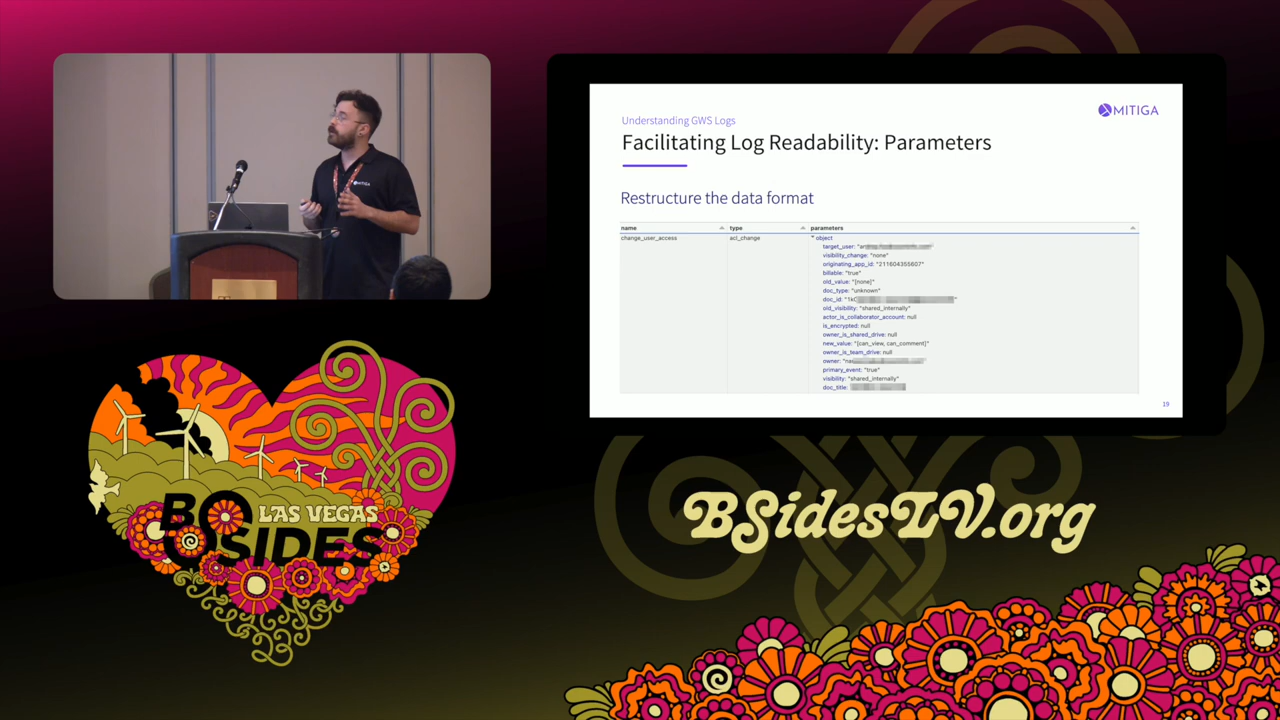 MITIGA
Understanding GWS Logs
Facilitating Log Readability: Parameters
MITIGA
Restructure the data format
name type parameters
change_user_access acl_change object
target_user: "
visibility_change: "none"
originating_app_id: "211604355607"
billable: "true"
old_value: "[none]"
doc_type: "unknown"
doc_id: "1kC
old_visibility: "shared_internally"
actor_is_collaborator_account: null
is_encrypted: null
owner_is_shared_drive: null
new_value: "[can_view, can_comment]"
owner_is_team_drive: null
owner: "
primary_event: "true"
visibility: "shared_internally"
doc_title:
19
BSIDES
LAS VEGAS
BSidesLV.org